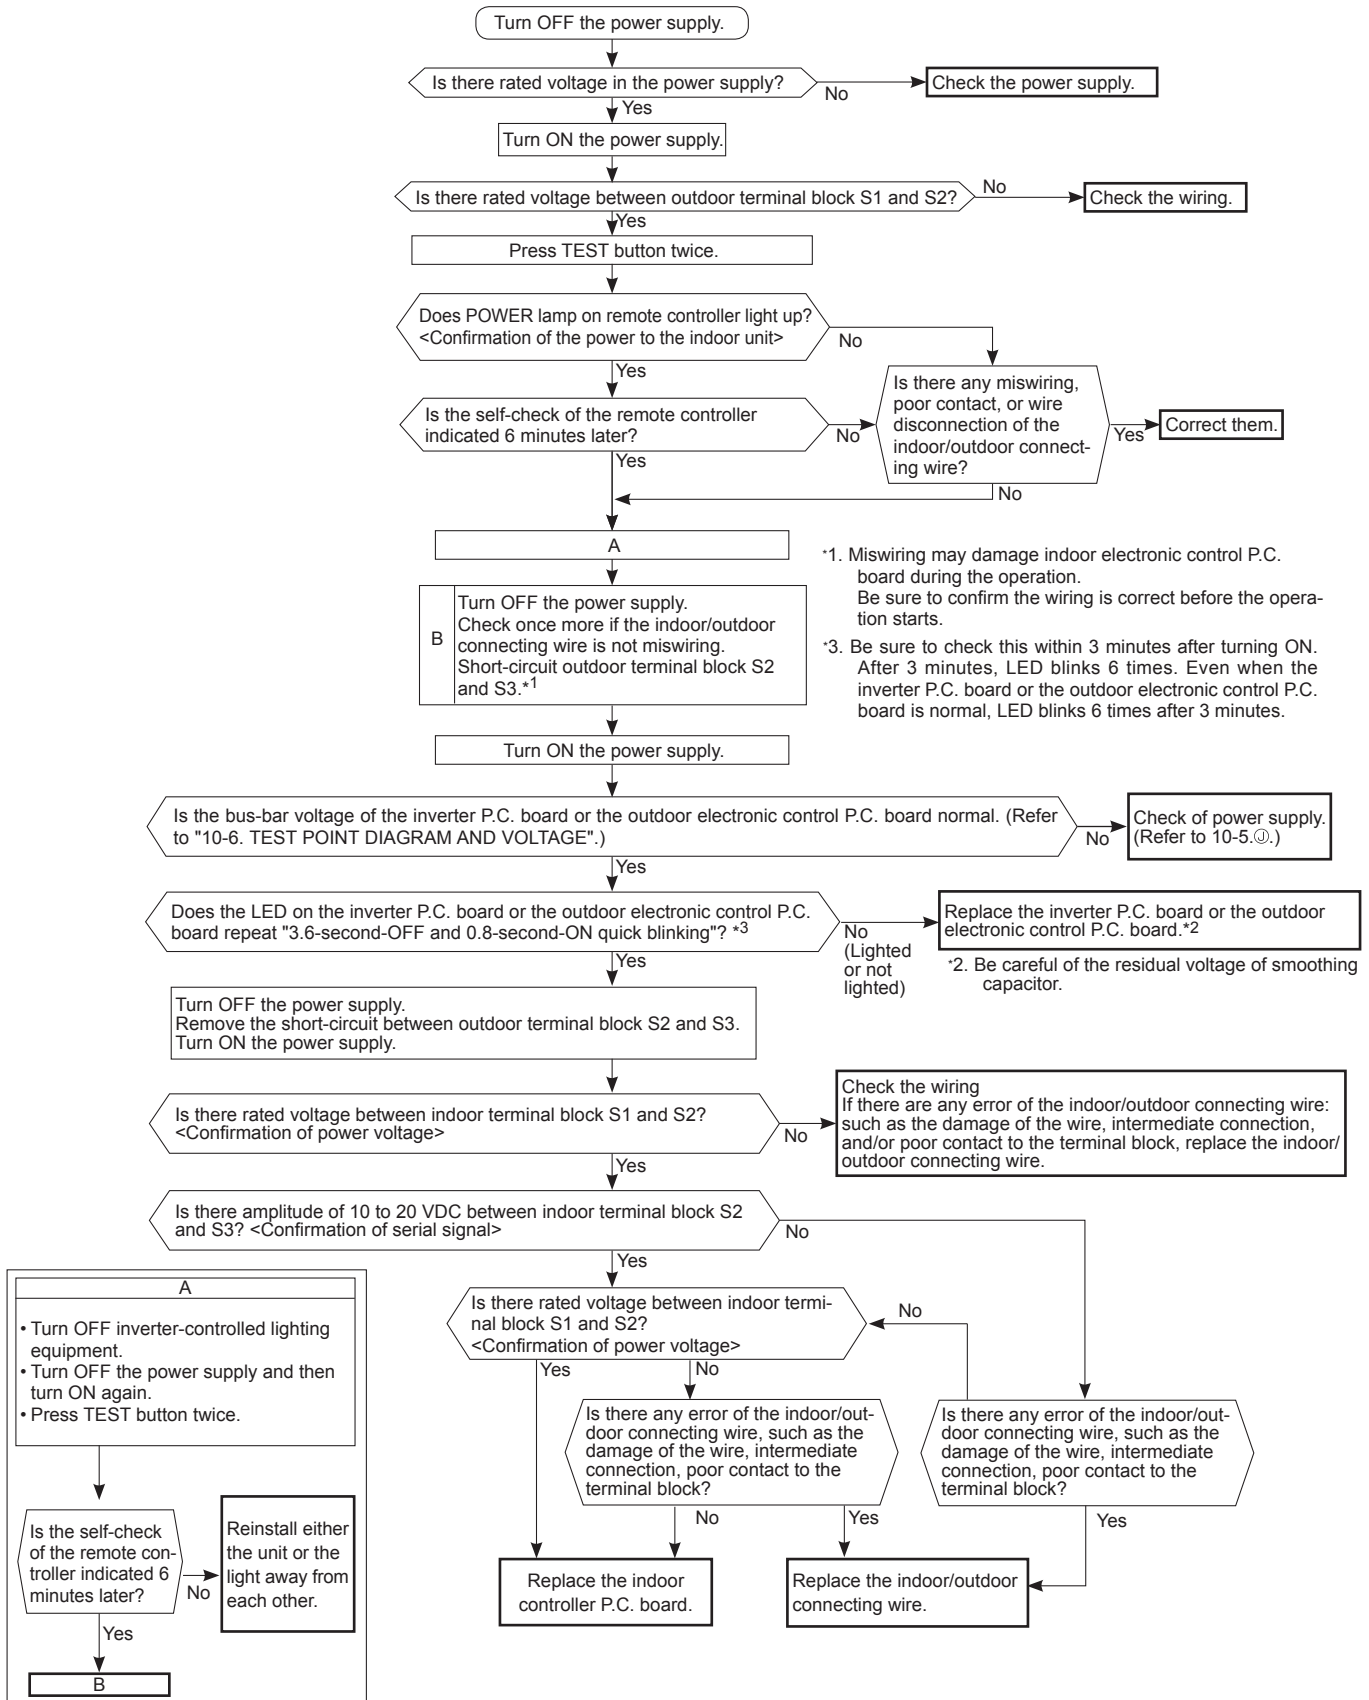 Turn OFF the power supply.
Is there rated voltage in the power supply?
No
Check the power supply.
Yes
Turn ON the power supply.
Is there rated voltage between outdoor terminal block S1 and S2?
No
Check the wiring.
Yes
Press TEST button twice.
Does POWER lamp on remote controller light up?
<Confirmation of the power to the indoor unit>
No
Yes
Is the self-check of the remote controller
indicated 6 minutes later?
No
Is there any miswiring,
poor contact, or wire
disconnection of the
indoor/outdoor connect-
ing wire?
Yes
Correct them.
Yes
No
A
B
Turn OFF the power supply.
Check once more if the indoor/outdoor
connecting wire is not miswiring.
Short-circuit outdoor terminal block S2
and S3.*1
*1. Miswiring may damage indoor electronic control P.C.
board during the operation.
Be sure to confirm the wiring is correct before the opera-
tion starts.
*3. Be sure to check this within 3 minutes after turning ON.
After 3 minutes, LED blinks 6 times. Even when the
inverter P.C. board or the outdoor electronic control P.C.
board is normal, LED blinks 6 times after 3 minutes.
Turn ON the power supply.
Is the bus-bar voltage of the inverter P.C. board or the outdoor electronic control P.C. board normal. (Refer
to "10-6. TEST POINT DIAGRAM AND VOLTAGE".)
No
Check of power supply.
(Refer to 10-5.Ⓙ.)
Yes
Does the LED on the inverter P.C. board or the outdoor electronic control P.C.
board repeat "3.6-second-OFF and 0.8-second-ON quick blinking"? *3
No
(Lighted
or not
lighted)
Replace the inverter P.C. board or the outdoor
electronic control P.C. board.*2
*2. Be careful of the residual voltage of smoothing
capacitor.
Yes
Turn OFF the power supply.
Remove the short-circuit between outdoor terminal block S2 and S3.
Turn ON the power supply.
Is there rated voltage between indoor terminal block S1 and S2?
<Confirmation of power voltage>
No
Check the wiring
If there are any error of the indoor/outdoor connecting wire:
such as the damage of the wire, intermediate connection,
and/or poor contact to the terminal block, replace the indoor/
outdoor connecting wire.
Yes
Is there amplitude of 10 to 20 VDC between indoor terminal block S2
and S3? <Confirmation of serial signal>
No
Yes
Is there rated voltage between indoor termi-
nal block S1 and S2?
<Confirmation of power voltage>
No
Yes
No
Is there any error of the indoor/out-
door connecting wire, such as the
damage of the wire, intermediate
connection, poor contact to the
terminal block?
Is there any error of the indoor/out-
door connecting wire, such as the
damage of the wire, intermediate
connection, poor contact to the
terminal block?
No
Yes
Yes
Replace the indoor
controller P.C. board.
Replace the indoor/outdoor
connecting wire.
A
• Turn OFF inverter-controlled lighting
equipment.
• Turn OFF the power supply and then
turn ON again.
• Press TEST button twice.
Is the self-check
of the remote con-
troller indicated 6
minutes later?
No
Reinstall either
the unit or the
light away from
each other.
Yes
B